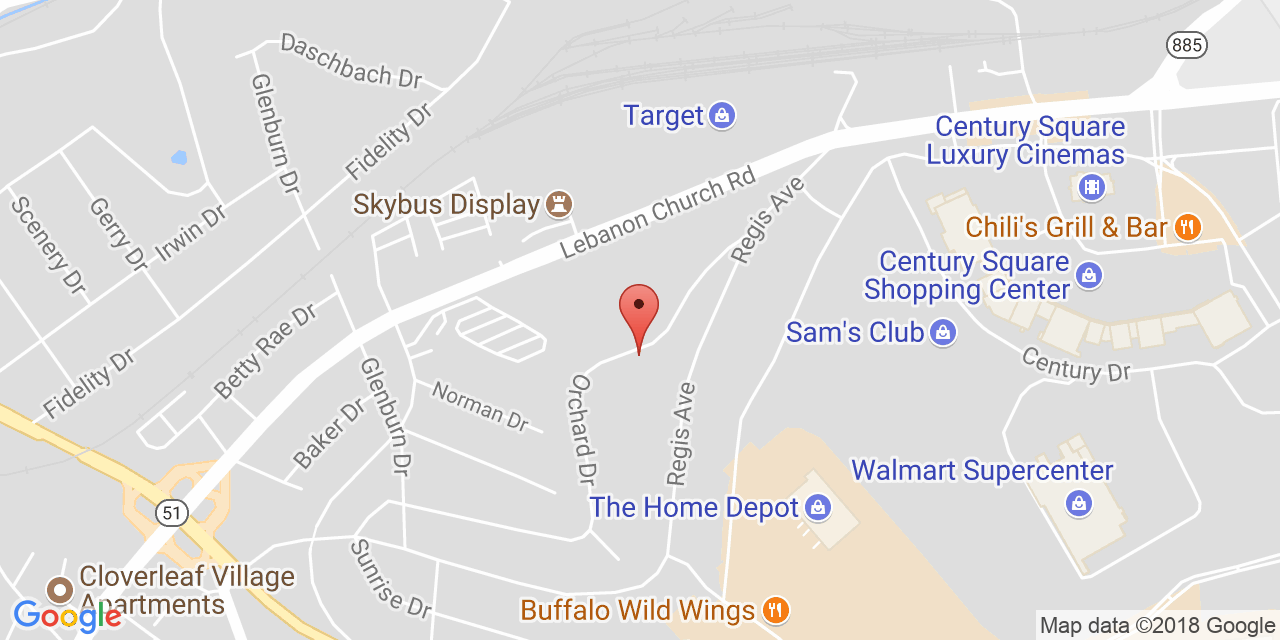 885
Daschbach Dr
Glenburn Dr
Fidelity Dr
Target
Century Square
Luxury Cinemas
Skybus Display
Lebanon Church Rd
Regis Ave
Scenery Dr
Gerry Dr
Irwin Dr
Chili's Grill & Bar
Century Square
Shopping Center
Sam's Club
Betty Rae Dr
Fidelity Dr
Glenburn Dr
Norman Dr
Orchard Dr
Regis Ave
Century Dr
Baker Dr
Walmart Supercenter
The Home Depot
51
Sunrise Dr
Cloverleaf Village
Apartments
Google
Buffalo Wild Wings
Map data ©2018 Google